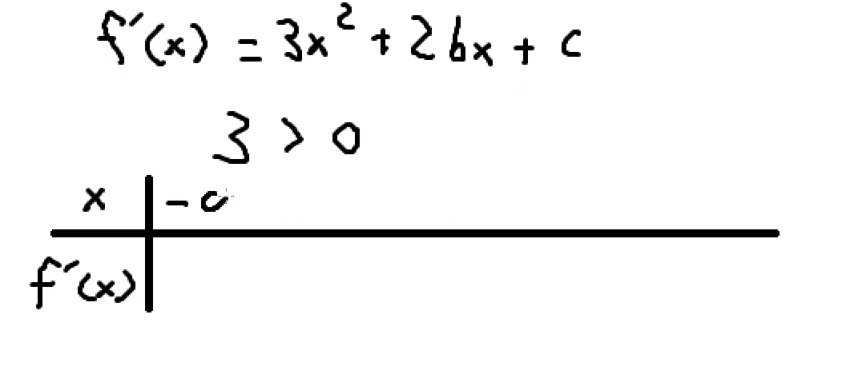 f'(x) = 3x² + 2bx + c
3 > 0
x | -
f'(x) |